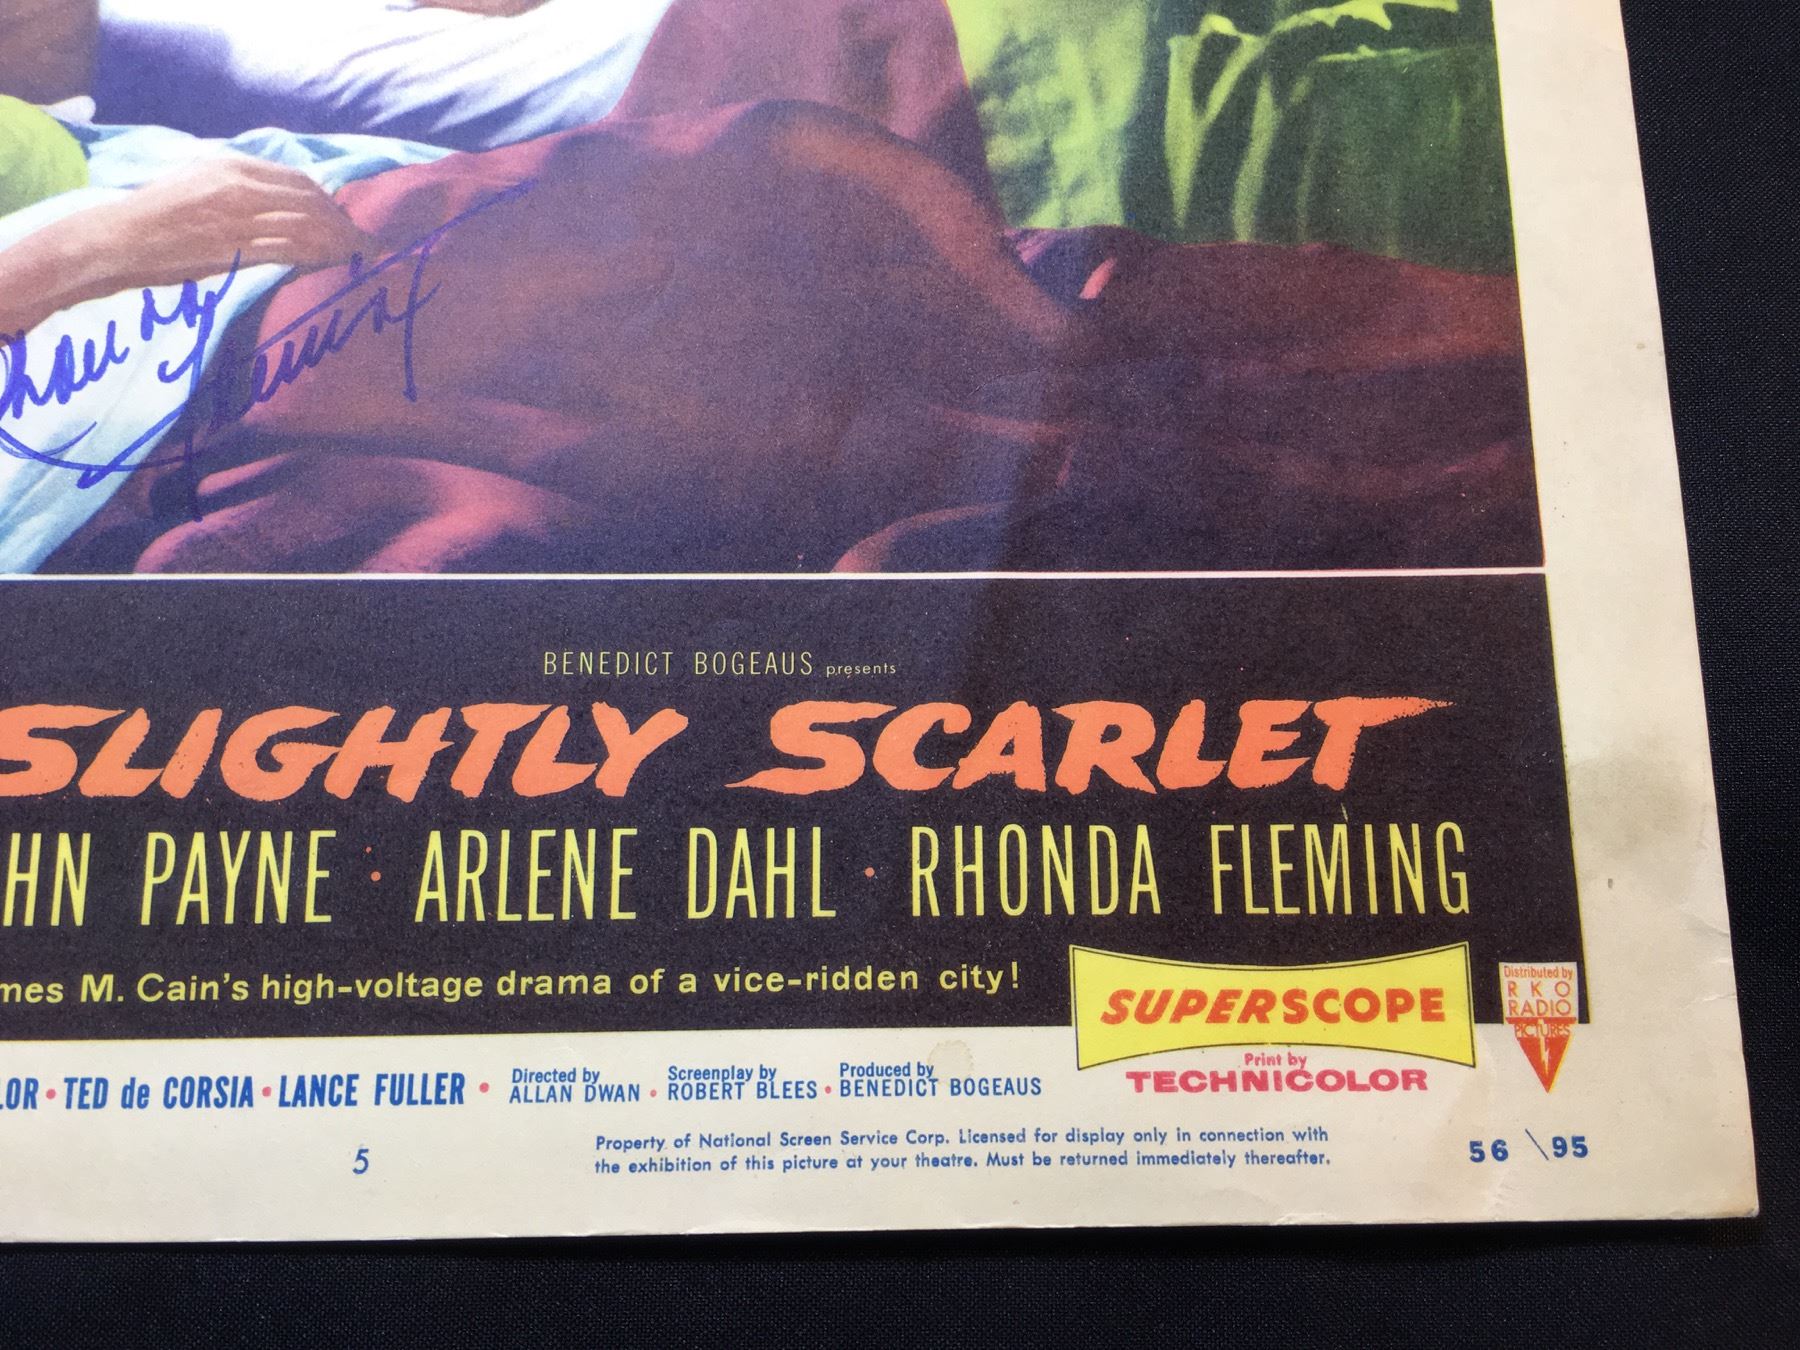 Rhonda
Fleming
BENEDICT BOGEAUS presents
SLIGHTLY SCARLET
HN PAYNE · ARLENE DAHL · RHONDA FLEMING
mes M. Cain's high-voltage drama of a vice-ridden city!
SUPERSCOPE
Print by
TECHNICOLOR
Distributed by
RKO
RADIO
PICTURES
LOR • TED de CORSIA • LANCE FULLER • Directed by ALLAN DWAN • Screenplay by ROBERT BLEES • Produced by BENEDICT BOGEAUS
5
Property of National Screen Service Corp. Licensed for display only in connection with
the exhibition of this picture at your theatre. Must be returned immediately thereafter.
56 \95